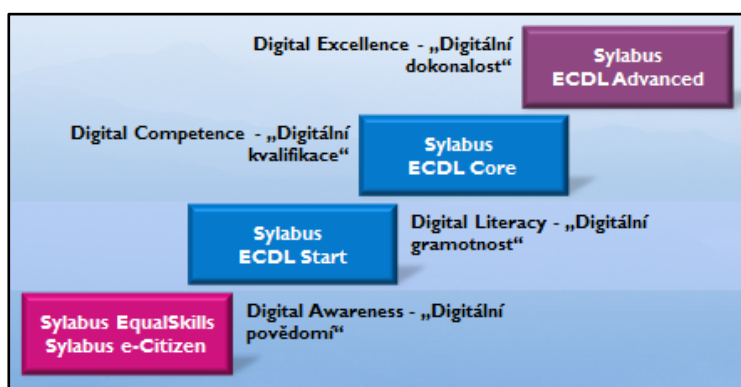 Digital Excellence - „Digitální
dokonalost“
Sylabus
ECDL Advanced
Digital Competence - „Digitální
kvalifikace“
Sylabus
ECDL Core
Sylabus
ECDL Start
Digital Literacy - „Digitální
gramotnost“
Sylabus EqualSkills
Sylabus e-Citizen
Digital Awareness - „Digitální
povědomí“